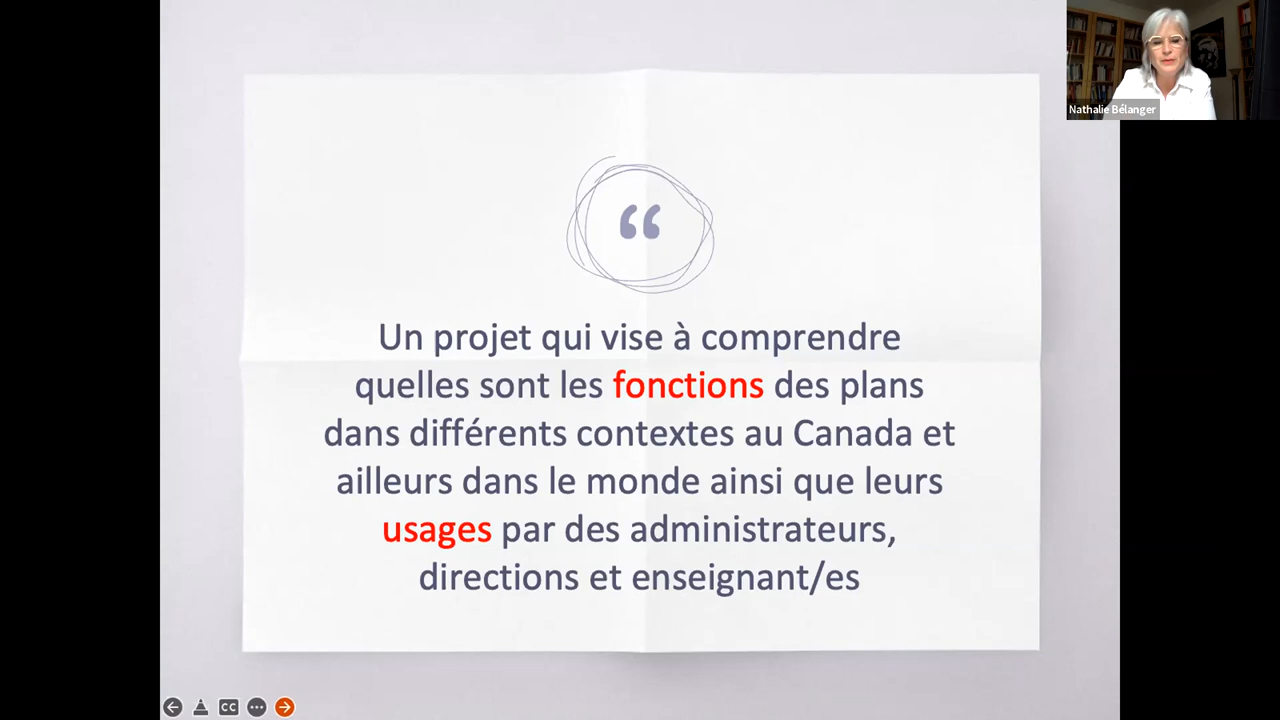 Nathalie Bélanger
“
Un projet qui vise à comprendre
quelles sont les fonctions des plans
dans différents contextes au Canada et
ailleurs dans le monde ainsi que leurs
usages par des administrateurs,
directions et enseignant/es
CC